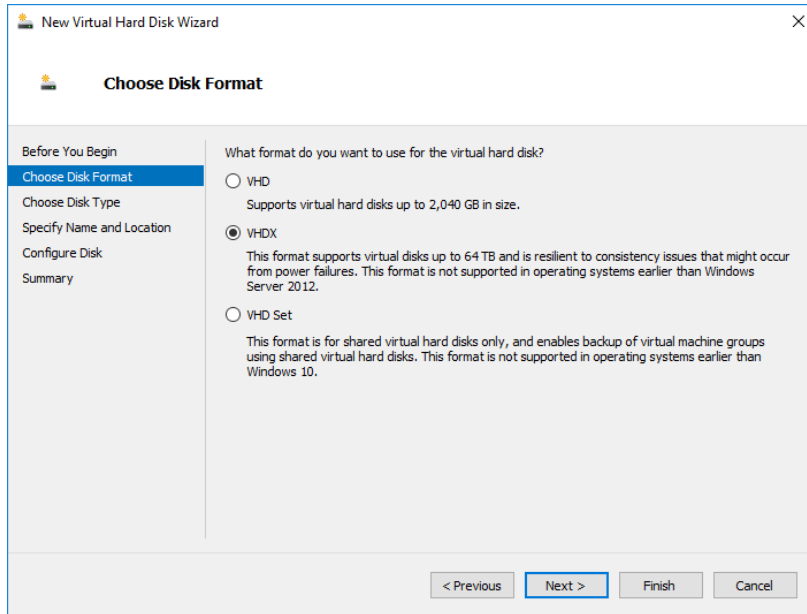 New Virtual Hard Disk Wizard
Choose Disk Format
Before You Begin
Choose Disk Format
Choose Disk Type
Specify Name and Location
Configure Disk
Summary
What format do you want to use for the virtual hard disk?
VHD
Supports virtual hard disks up to 2,040 GB in size.
VHDX
This format supports virtual disks up to 64 TB and is resilient to consistency issues that might occur
from power failures. This format is not supported in operating systems earlier than Windows
Server 2012.
VHD Set
This format is for shared virtual hard disks only, and enables backup of virtual machine groups
using shared virtual hard disks. This format is not supported in operating systems earlier than
Windows 10.
< Previous
Next >
Finish
Cancel